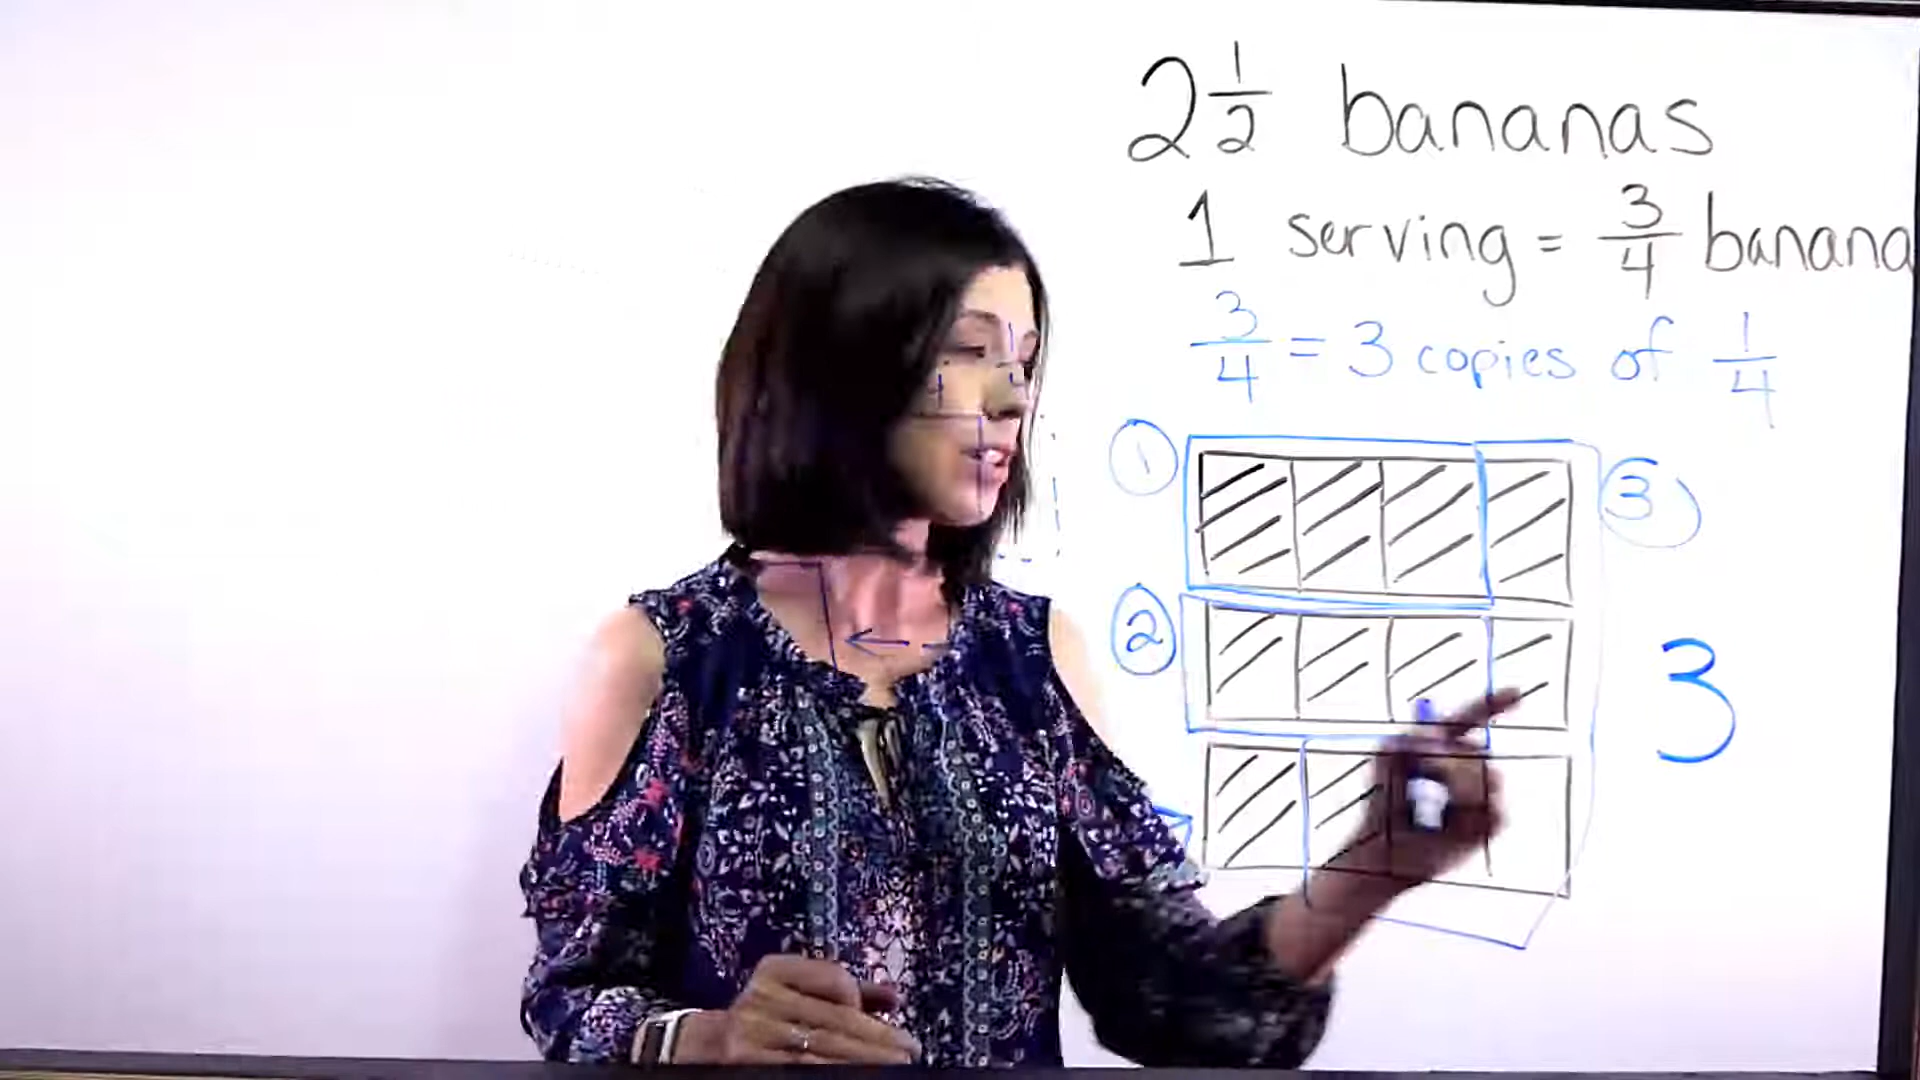 2 1/2 bananas
1 serving = 3/4 banana
3/4 = 3 copies of 1/4
1
3
2
3